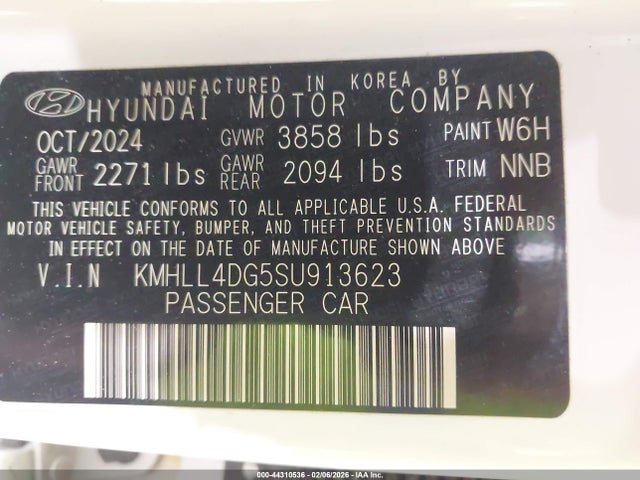 MANUFACTURED IN KOREA BY
HYUNDAI MOTOR COMPANY
OCT/2024 GVWR 3858 lbs PAINT W6H
GAWR FRONT 2271 lbs GAWR REAR 2094 lbs TRIM NNB
THIS VEHICLE CONFORMS TO ALL APPLICABLE U.S.A. FEDERAL
MOTOR VEHICLE SAFETY, BUMPER, AND THEFT PREVENTION STANDARDS
IN EFFECT ON THE DATE OF MANUFACTURE SHOWN ABOVE
V.I.N KMHLL4DG5SU913623
PASSENGER CAR
000-44310536 - 02/06/2026 - IAA Inc.